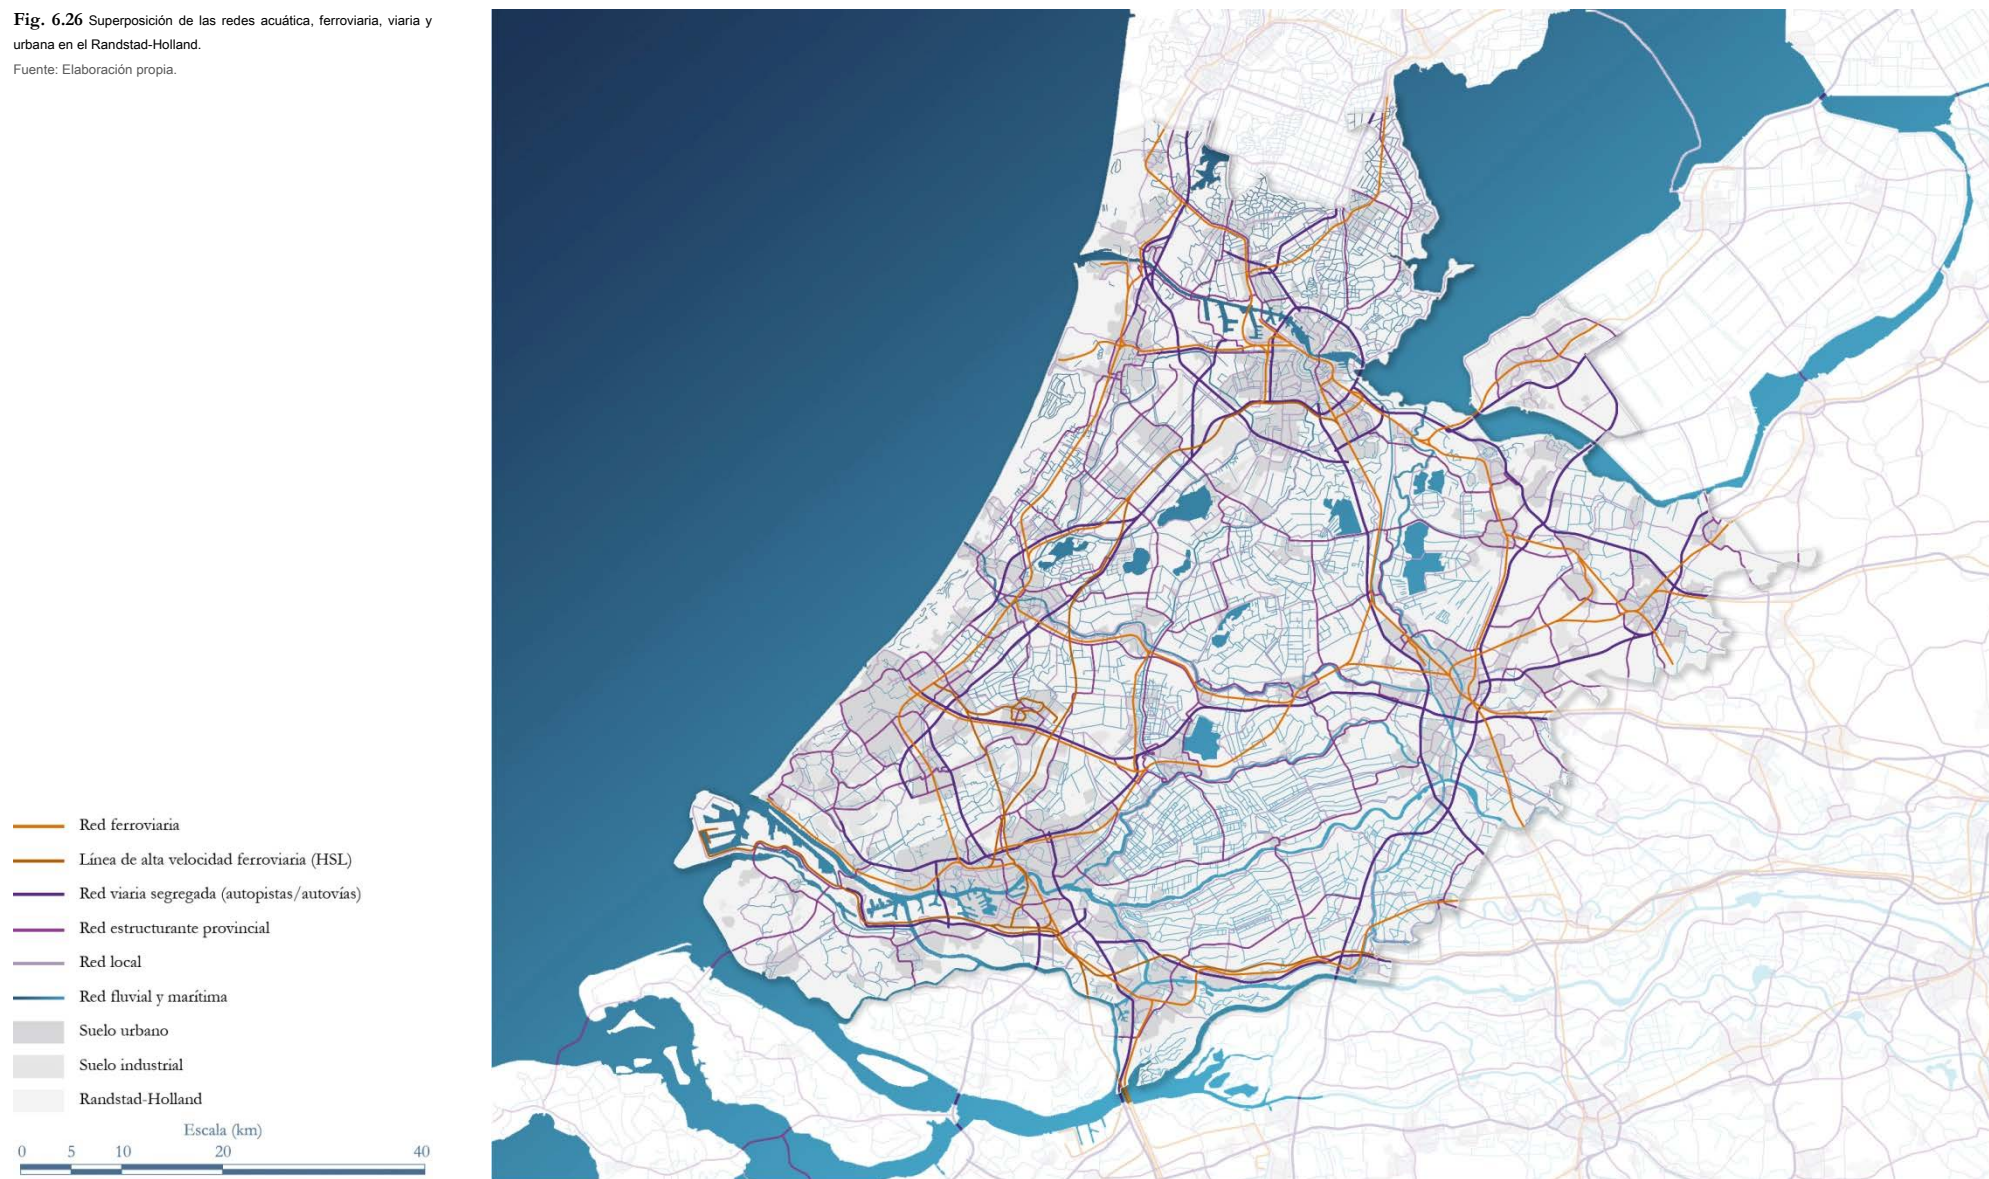 Fig. 6.26 Superposición de las redes acuática, ferroviaria, viaria y
urbana en el Randstad-Holland.
Fuente: Elaboración propia.
Red ferroviaria
Línea de alta velocidad ferroviaria (HSL)
Red viaria segregada (autopistas/autovías)
Red estructurante provincial
Red local
Red fluvial y marítima
Suelo urbano
Suelo industrial
Randstad-Holland
Escala (km)
0 5 10 20 40